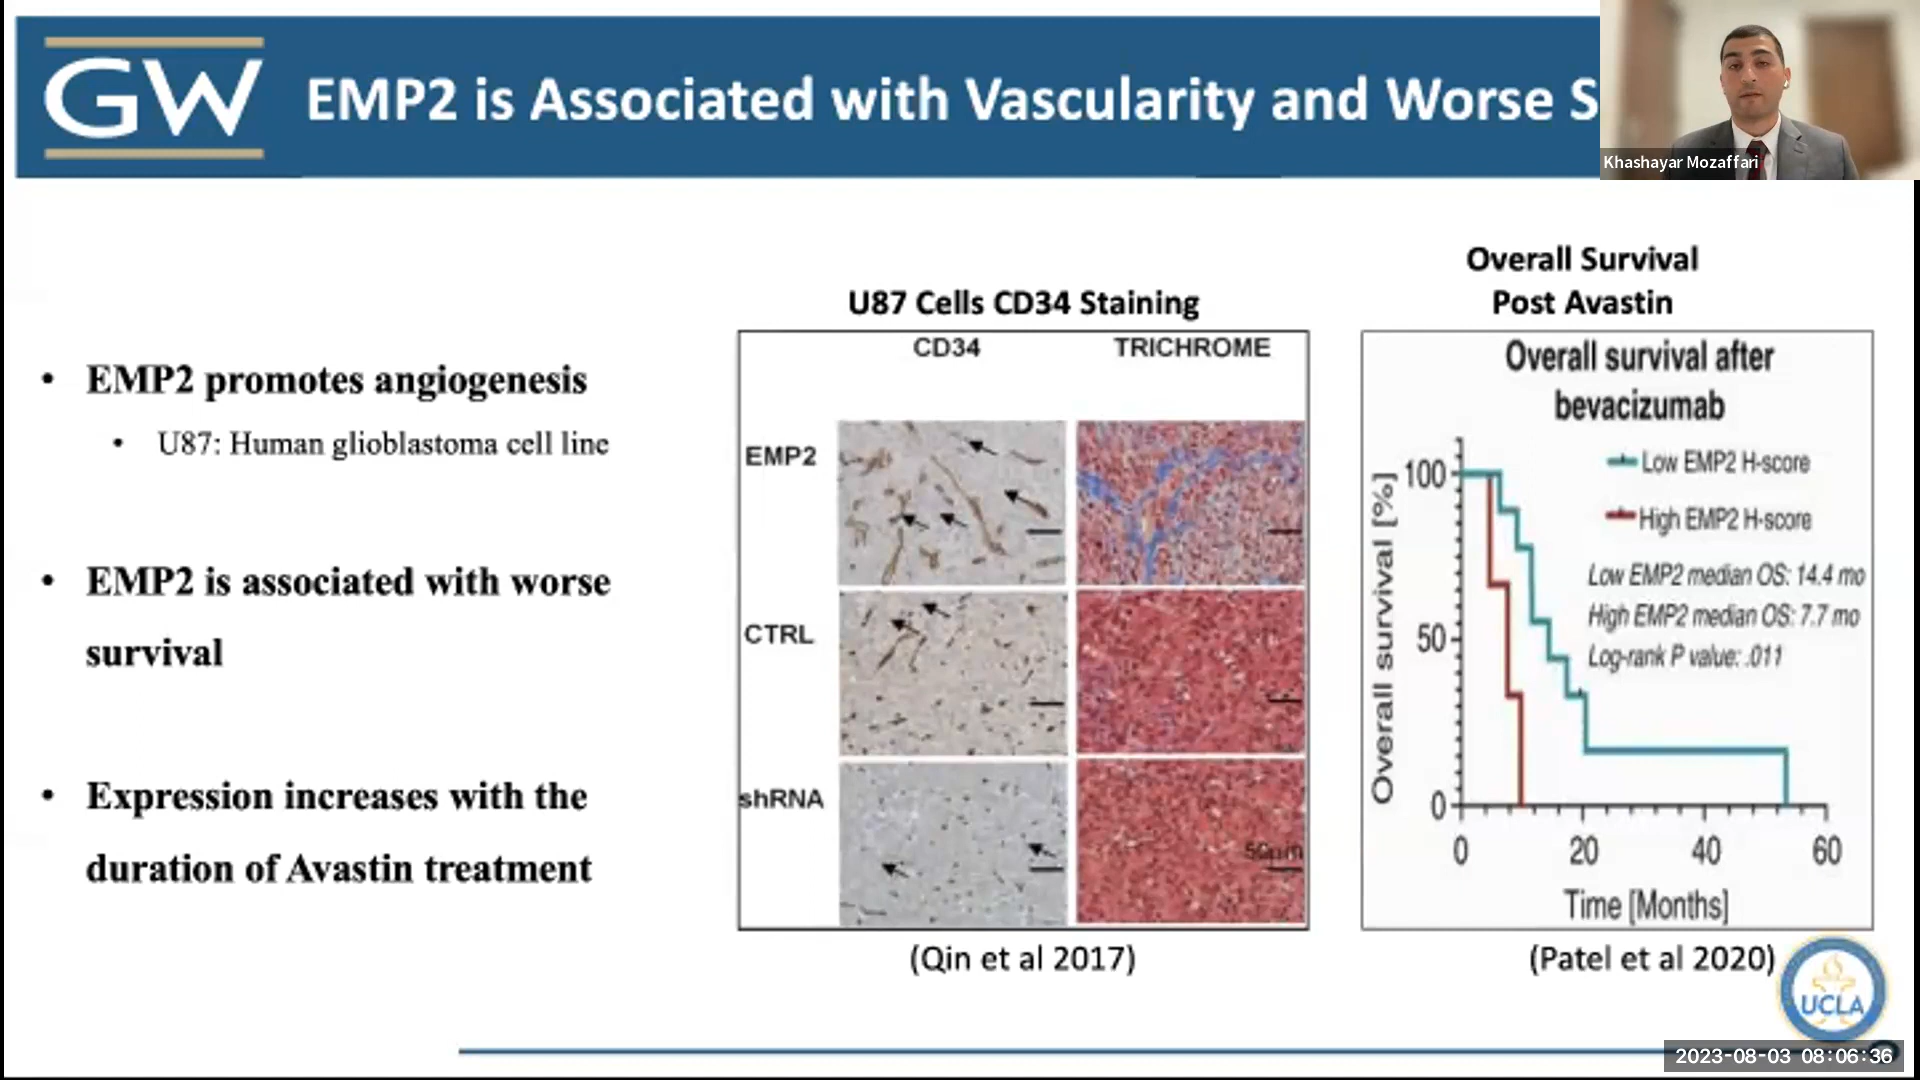 GW
EMP2 is Associated with Vascularity and Worse S
Khashayar Mozaffari
• EMP2 promotes angiogenesis
• U87: Human glioblastoma cell line
• EMP2 is associated with worse
survival
• Expression increases with the
duration of Avastin treatment
U87 Cells CD34 Staining
CD34 TRICHROME
EMP2
CTRL
shRNA
50µm
(Qin et al 2017)
Overall Survival
Post Avastin
Overall survival after
bevacizumab
Low EMP2 H-score
High EMP2 H-score
Low EMP2 median OS: 14.4 mo
High EMP2 median OS: 7.7 mo
Log-rank P value: .011
Overall survival [%]
100
50
0
0 20 40 60
Time [Months]
(Patel et al 2020)
UCLA
2023-08-03 08:06:36